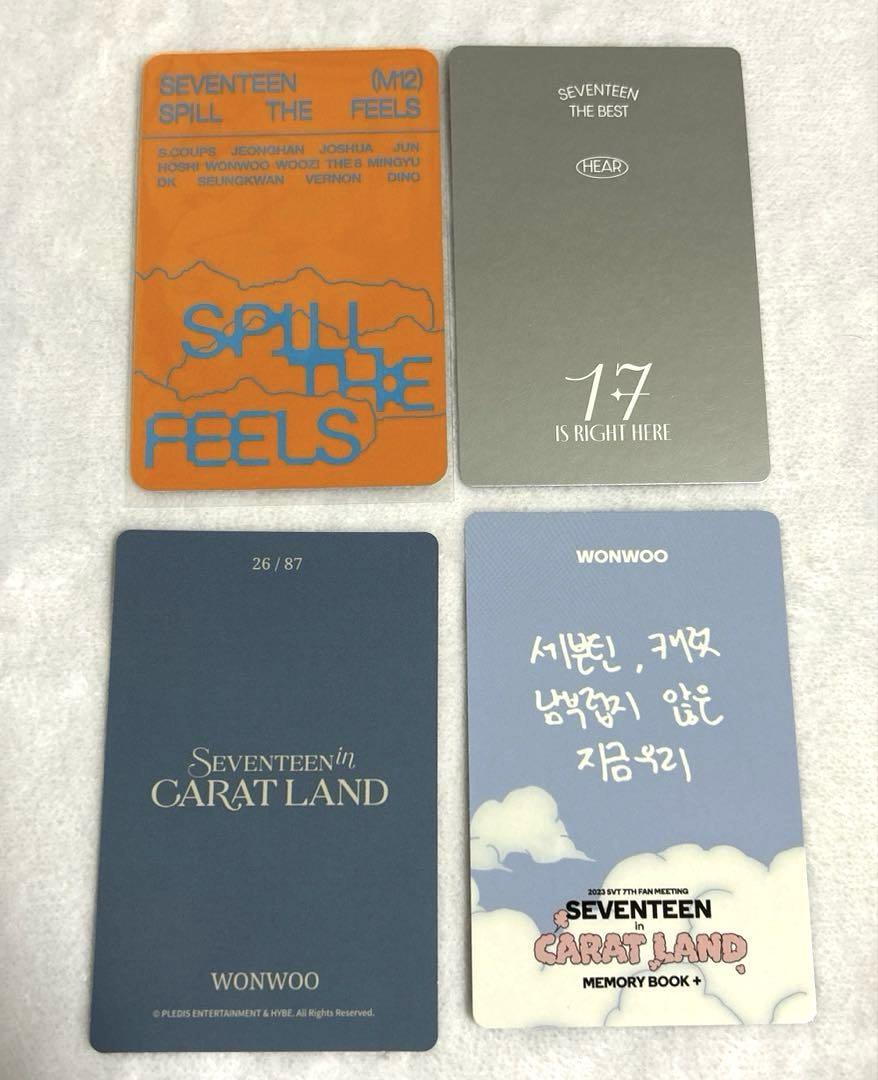 SEVENTEEN (M12)
SPILL THE FEELS
S.COUPS JEONGHAN JOSHUA JUN
HOSHI WONWOO WOOZI THE 8 MINGYU
DK SEUNGKWAN VERNON DINO
SPILL
THE
FEELS
SEVENTEEN
THE BEST
HEAR
17
IS RIGHT HERE
26 / 87
SEVENTEEN in
CARAT LAND
WONWOO
© PLEDIS ENTERTAINMENT & HYBE. All Rights Reserved.
WONWOO
세븐틴, 캐럿
남부럽지 않은
지금 우리
2023 SVT 7TH FAN MEETING
SEVENTEEN
in
CARAT LAND
MEMORY BOOK +